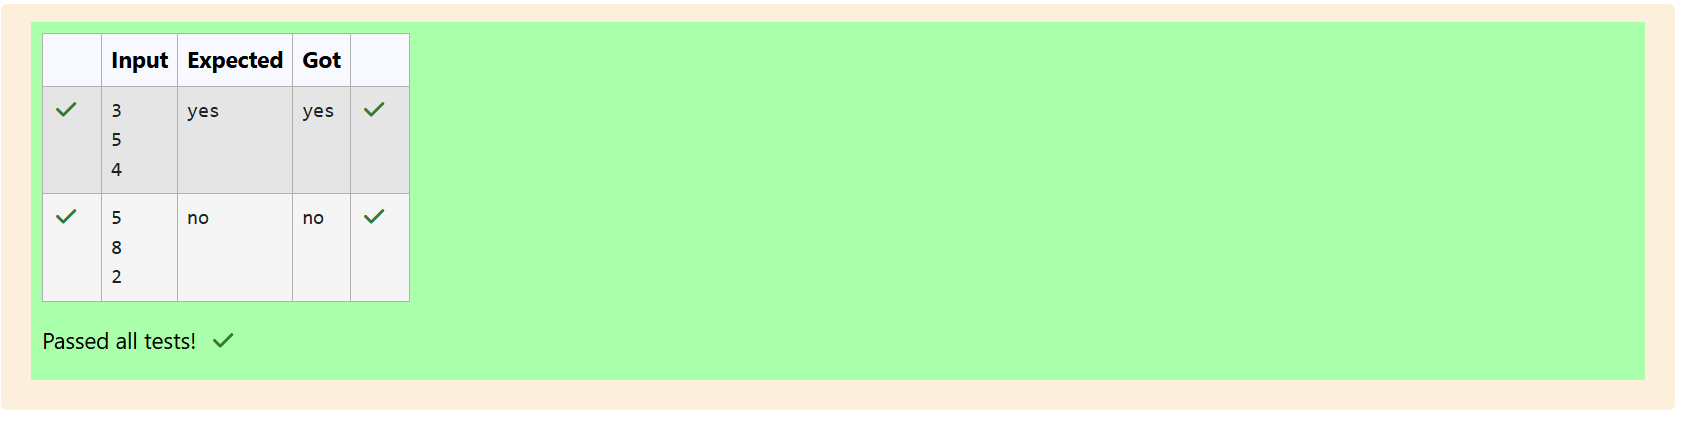 Input Expected Got
3 yes yes
5
4
5 no no
8
2
Passed all tests!